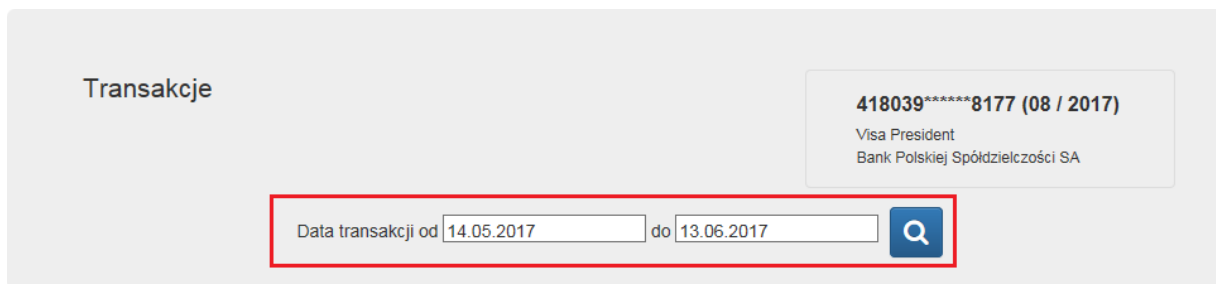 Transakcje
418039******8177 (08 / 2017)
Visa President
Bank Polskiej Spółdzielczości SA
Data transakcji od 14.05.2017 do 13.06.2017